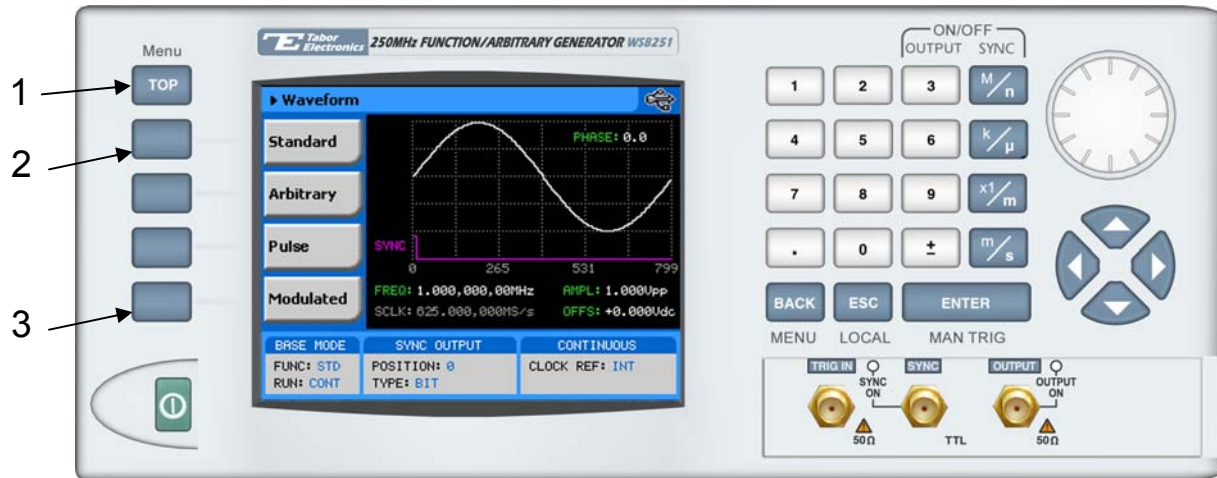 1
2
3
Menu
TOP
Tabor Electronics
250MHz FUNCTION/ARBITRARY GENERATOR WS8251
Waveform
Standard
Arbitrary
Pulse
Modulated
PHASE: 0.0
SYNC
0 265 531 799
FREQ: 1.000,000,00MHz AMPL: 1.000Vpp
SCLK: 625.000,000MS/s OFFS: +0.000Vdc
BASE MODE SYNC OUTPUT CONTINUOUS
FUNC: STD POSITION: 0 CLOCK REF: INT
RUN: CONT TYPE: BIT
ON/OFF
OUTPUT SYNC
1 2 3 M/n
4 5 6 k/µ
7 8 9 x1/m
. 0 ± m/s
BACK ESC ENTER
MENU LOCAL MAN TRIG
TRIG IN SYNC OUTPUT
SYNC ON
OUTPUT ON
50Ω TTL 50Ω